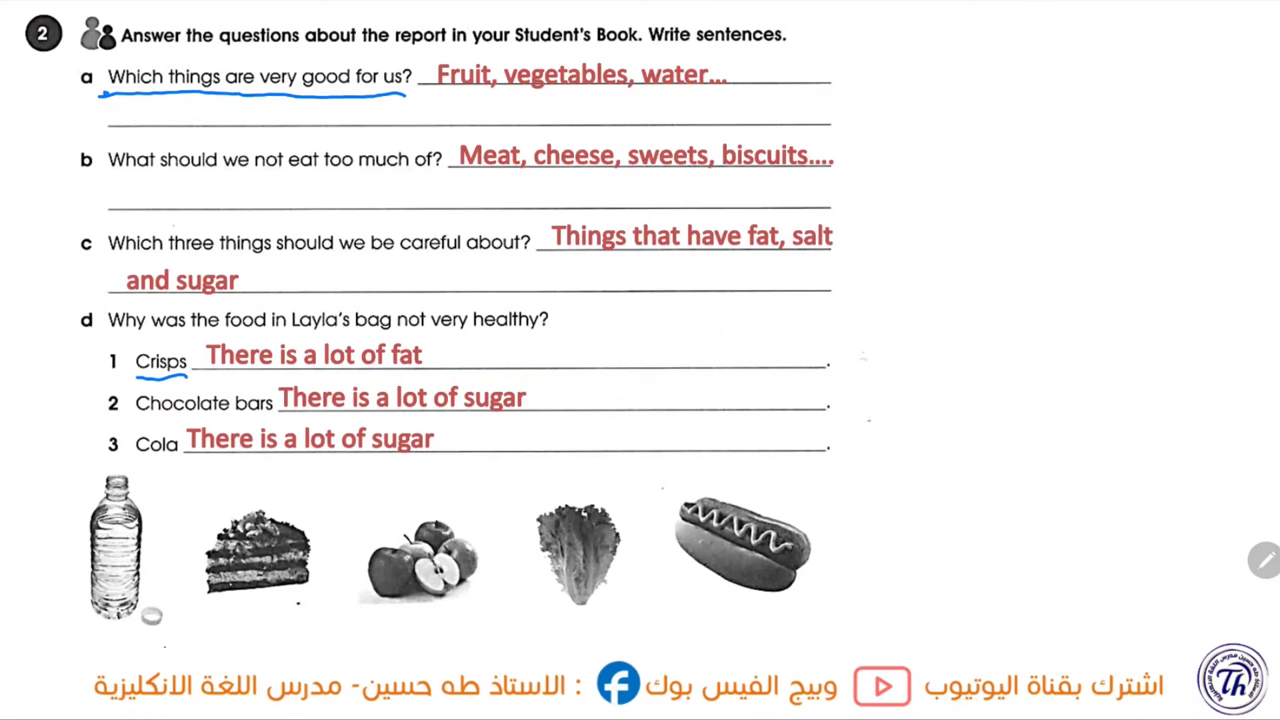 2 Answer the questions about the report in your Student's Book. Write sentences.
a Which things are very good for us? Fruit, vegetables, water...
b What should we not eat too much of? Meat, cheese, sweets, biscuits....
c Which three things should we be careful about? Things that have fat, salt
and sugar
d Why was the food in Layla's bag not very healthy?
1 Crisps There is a lot of fat.
2 Chocolate bars There is a lot of sugar.
3 Cola There is a lot of sugar.
اشترك بقناة اليوتيوب وبيج الفيس بوك : الاستاذ طه حسين- مدرس اللغة الانكليزية
Th